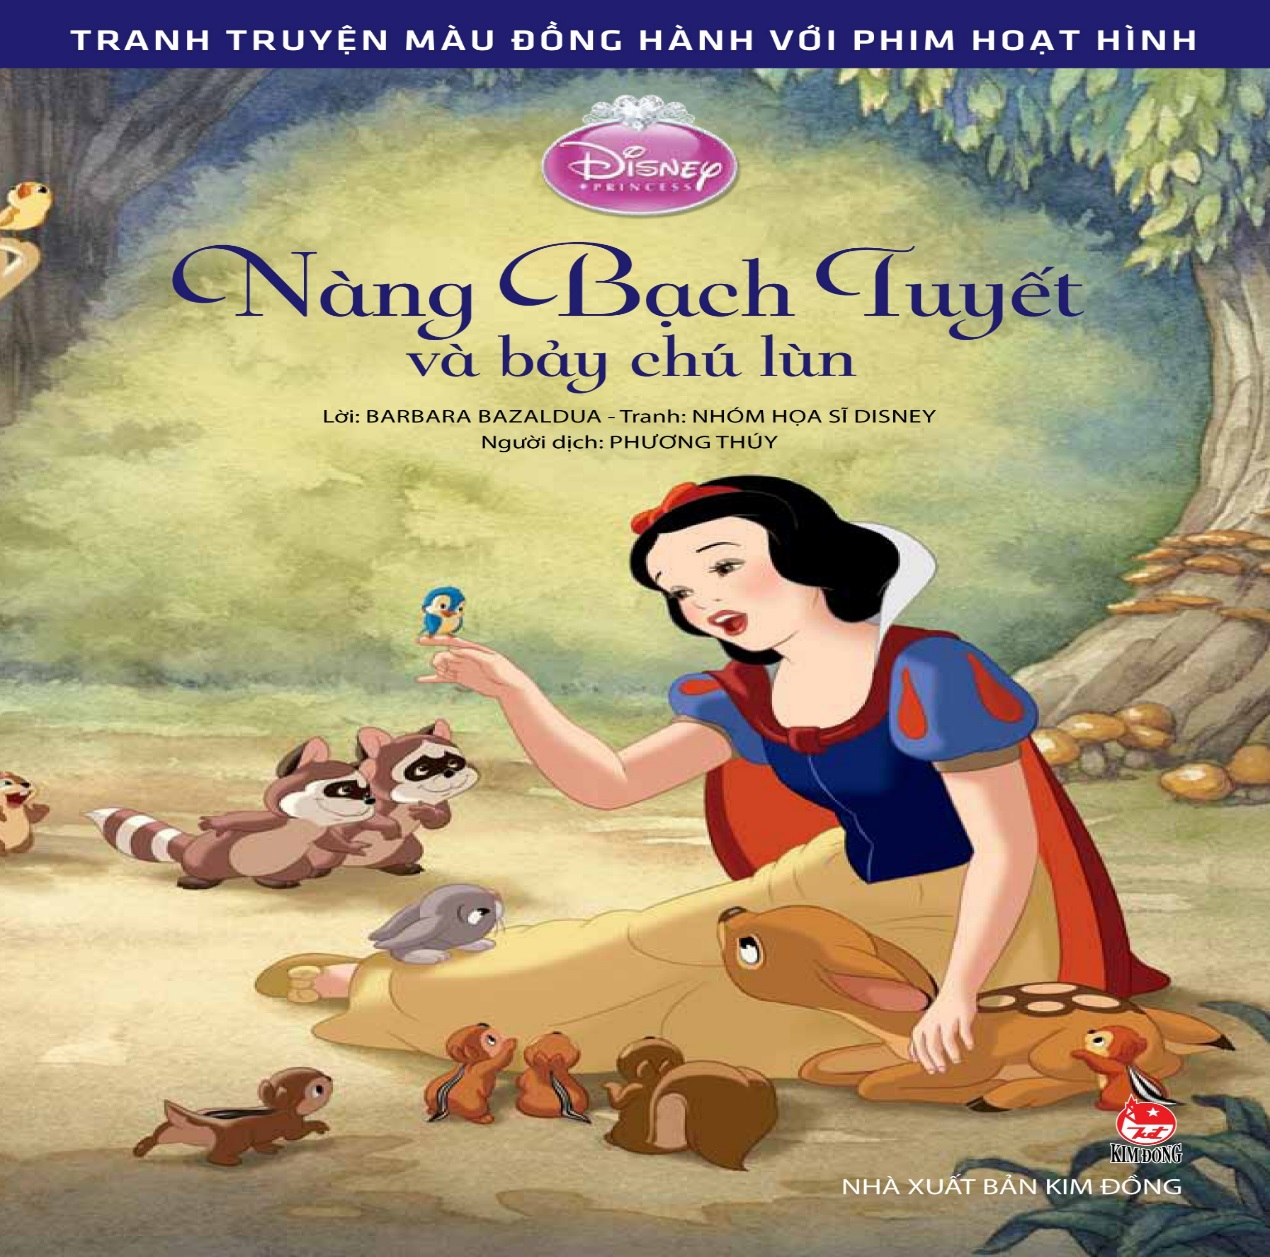 TRANH TRUYỆN MÀU ĐỒNG HÀNH VỚI PHIM HOẠT HÌNH
DISNEY
PRINCESS
Nàng Bạch Tuyết
và bảy chú lùn
Lời: BARBARA BAZALDUA - Tranh: NHÓM HỌA SĨ DISNEY
Người dịch: PHƯƠNG THÚY
KIM ĐỒNG
NHÀ XUẤT BẢN KIM ĐỒNG